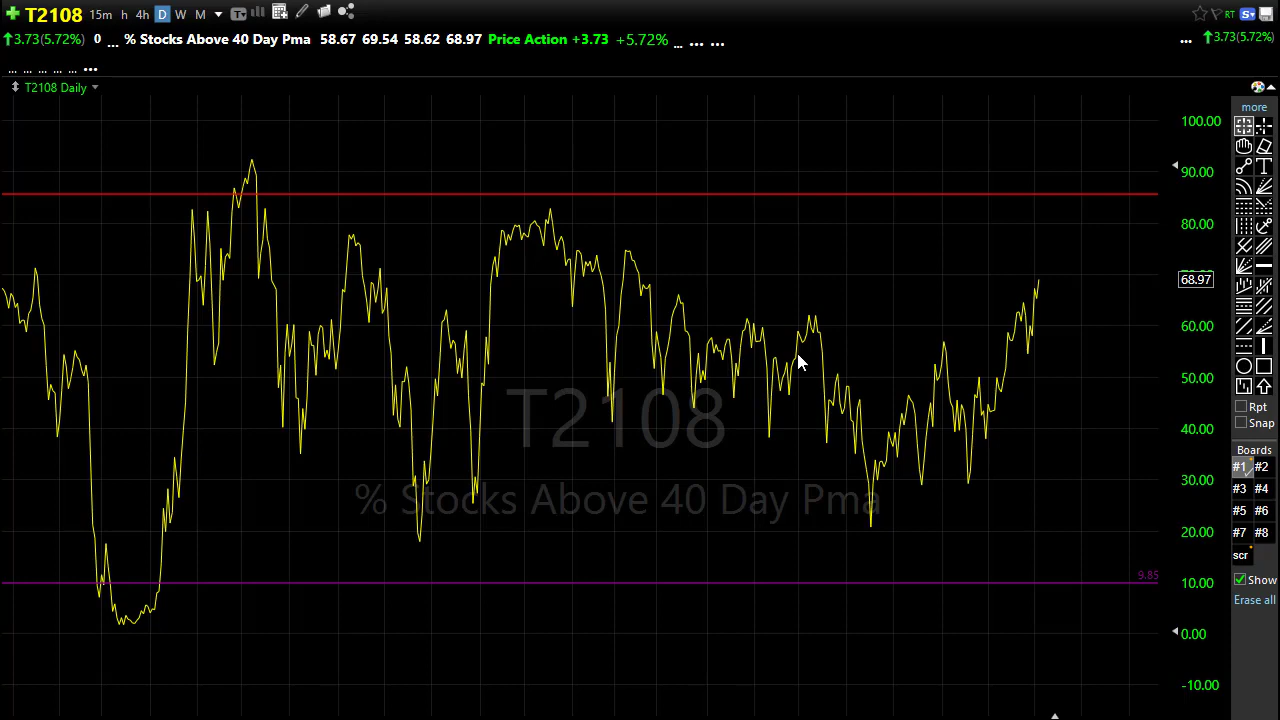 T2108 15m h 4h D W M T RT S
3.73(5.72%) 0 ... % Stocks Above 40 Day Pma 58.67 69.54 58.62 68.97 Price Action +3.73 +5.72% ... ... ... ... 3.73(5.72%)
... ... ... ... ... ...
T2108 Daily
more
100.00
90.00
80.00
68.97
60.00
50.00
40.00
30.00
20.00
10.00
0.00
-10.00
9.85
T2108
% Stocks Above 40 Day Pma
T
Rpt
Snap
Boards
#1 #2
#3 #4
#5 #6
#7 #8
scr
Show
Erase all